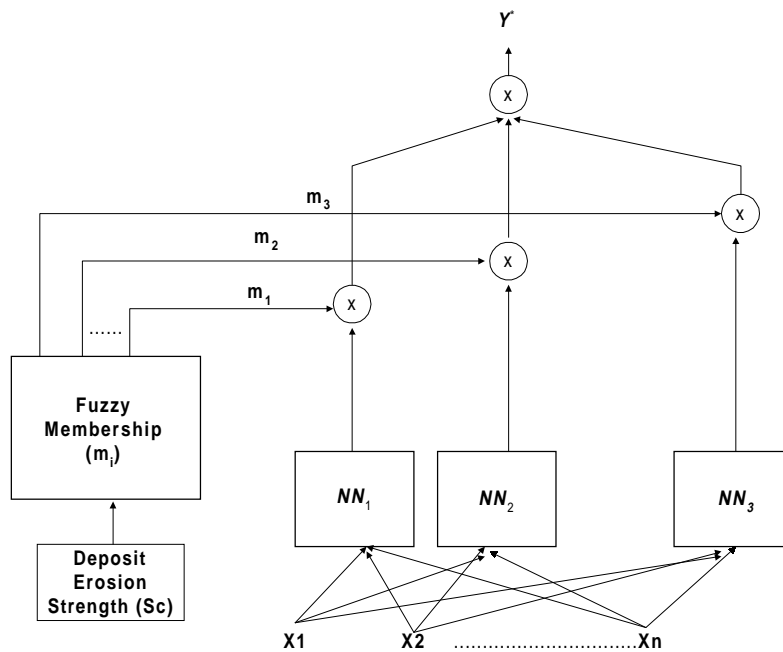 Y*
X
m3
X
m2
X
m1
X
......
Fuzzy
Membership
(mi)
NN1
NN2
NN3
Deposit
Erosion
Strength (Sc)
X1
X2
................................Xn